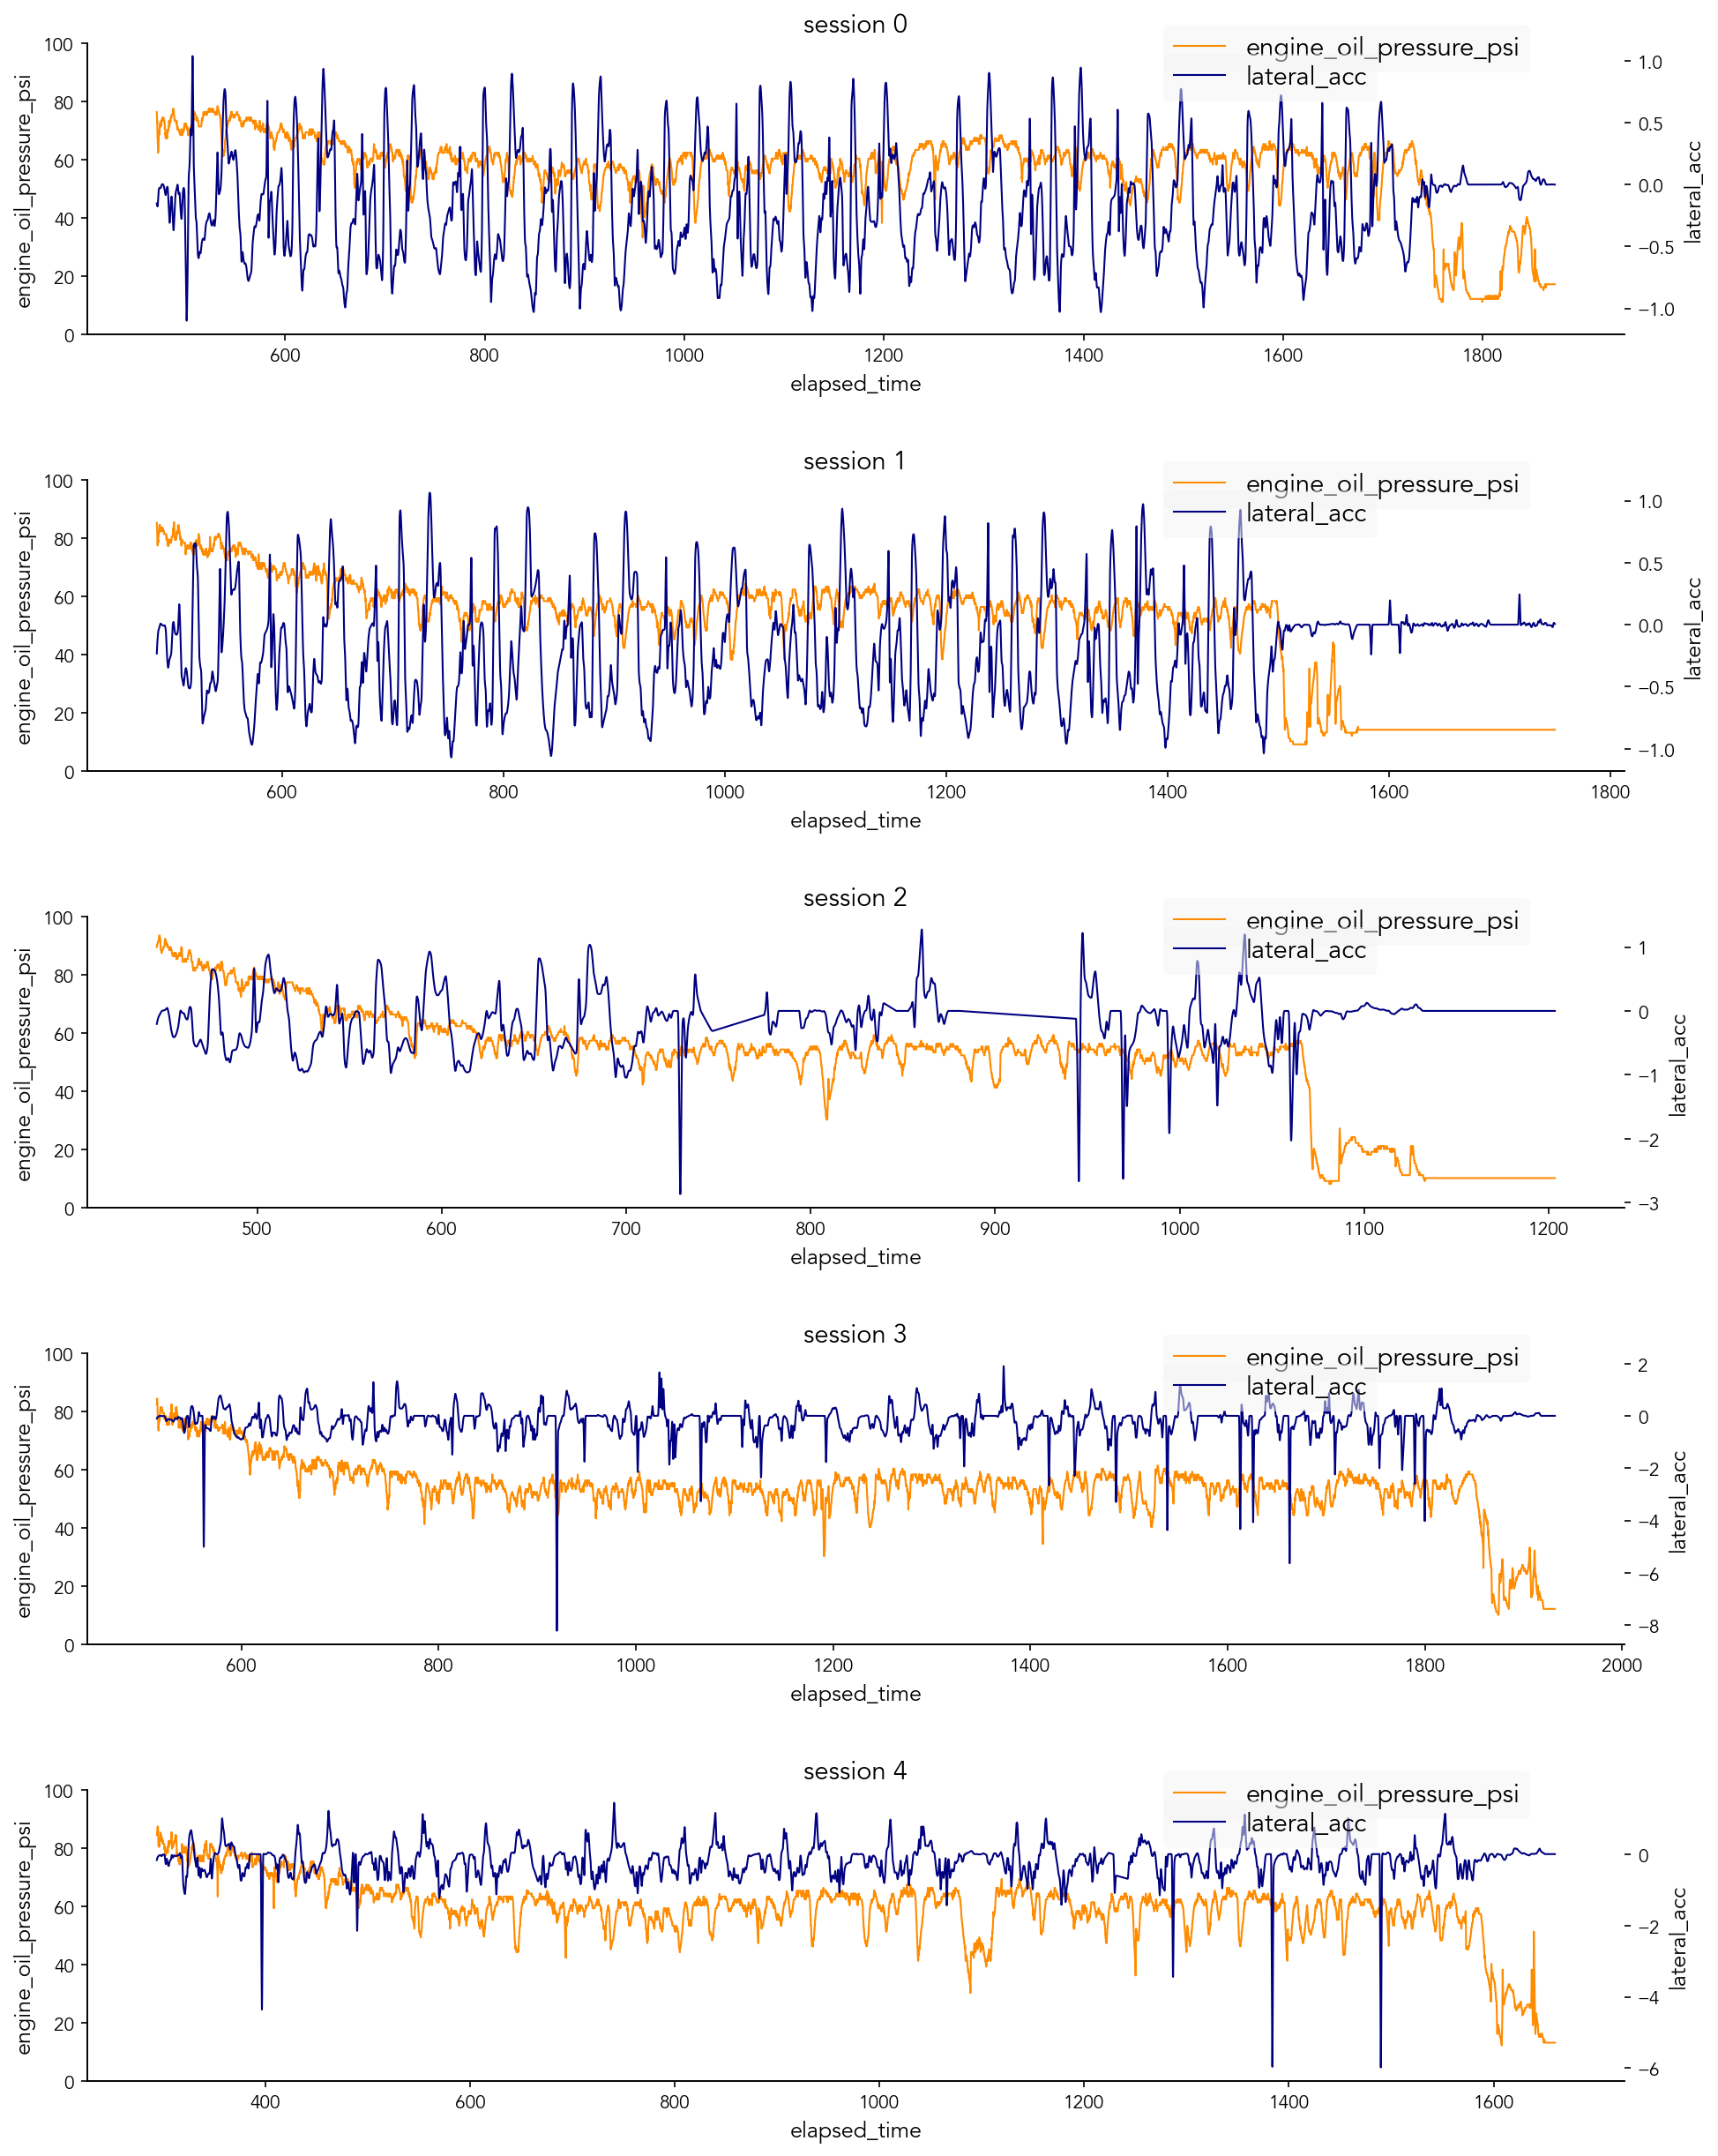 session 0
engine_oil_pressure_psi
lateral_acc
100
80
60
40
20
0
engine_oil_pressure_psi
1.0
0.5
0.0
−0.5
−1.0
lateral_acc
600 800 1000 1200 1400 1600 1800
elapsed_time
session 1
engine_oil_pressure_psi
lateral_acc
100
80
60
40
20
0
engine_oil_pressure_psi
1.0
0.5
0.0
−0.5
−1.0
lateral_acc
600 800 1000 1200 1400 1600 1800
elapsed_time
session 2
engine_oil_pressure_psi
lateral_acc
100
80
60
40
20
0
engine_oil_pressure_psi
1
0
−1
−2
−3
lateral_acc
500 600 700 800 900 1000 1100 1200
elapsed_time
session 3
engine_oil_pressure_psi
lateral_acc
100
80
60
40
20
0
engine_oil_pressure_psi
2
0
−2
−4
−6
−8
lateral_acc
600 800 1000 1200 1400 1600 1800 2000
elapsed_time
session 4
engine_oil_pressure_psi
lateral_acc
100
80
60
40
20
0
engine_oil_pressure_psi
0
−2
−4
−6
lateral_acc
400 600 800 1000 1200 1400 1600
elapsed_time